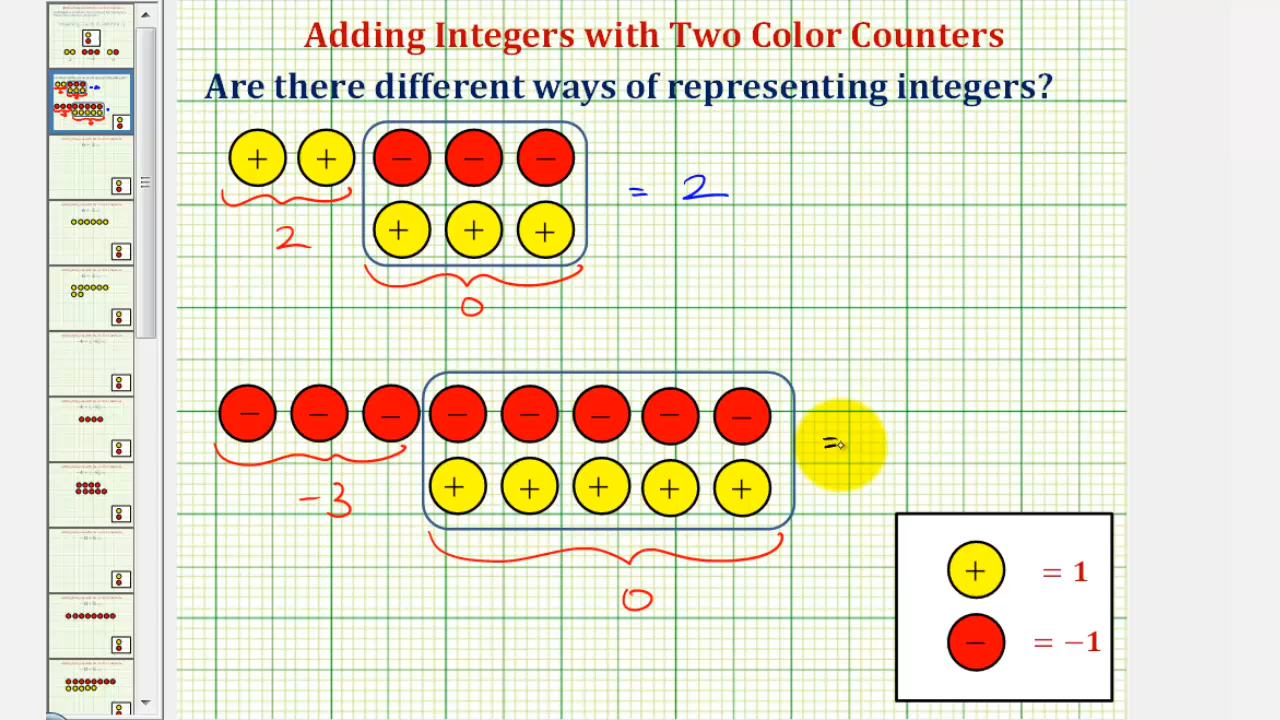 Adding Integers with Two Color Counters
Are there different ways of representing integers?
+ + − − −
+ + +
= 2
2
0
− − − − − − − −
+ + + + +
=
-3
0
+ = 1
− = −1